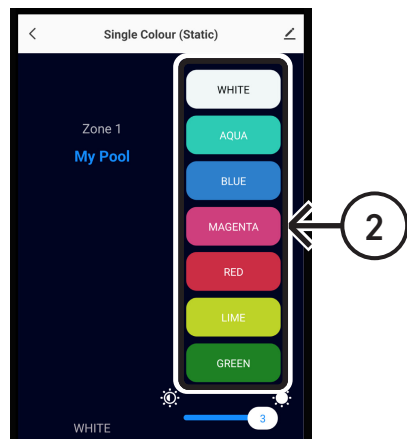 Single Colour (Static)
Zone 1
My Pool
WHITE
AQUA
BLUE
MAGENTA
RED
LIME
GREEN
2
3
WHITE